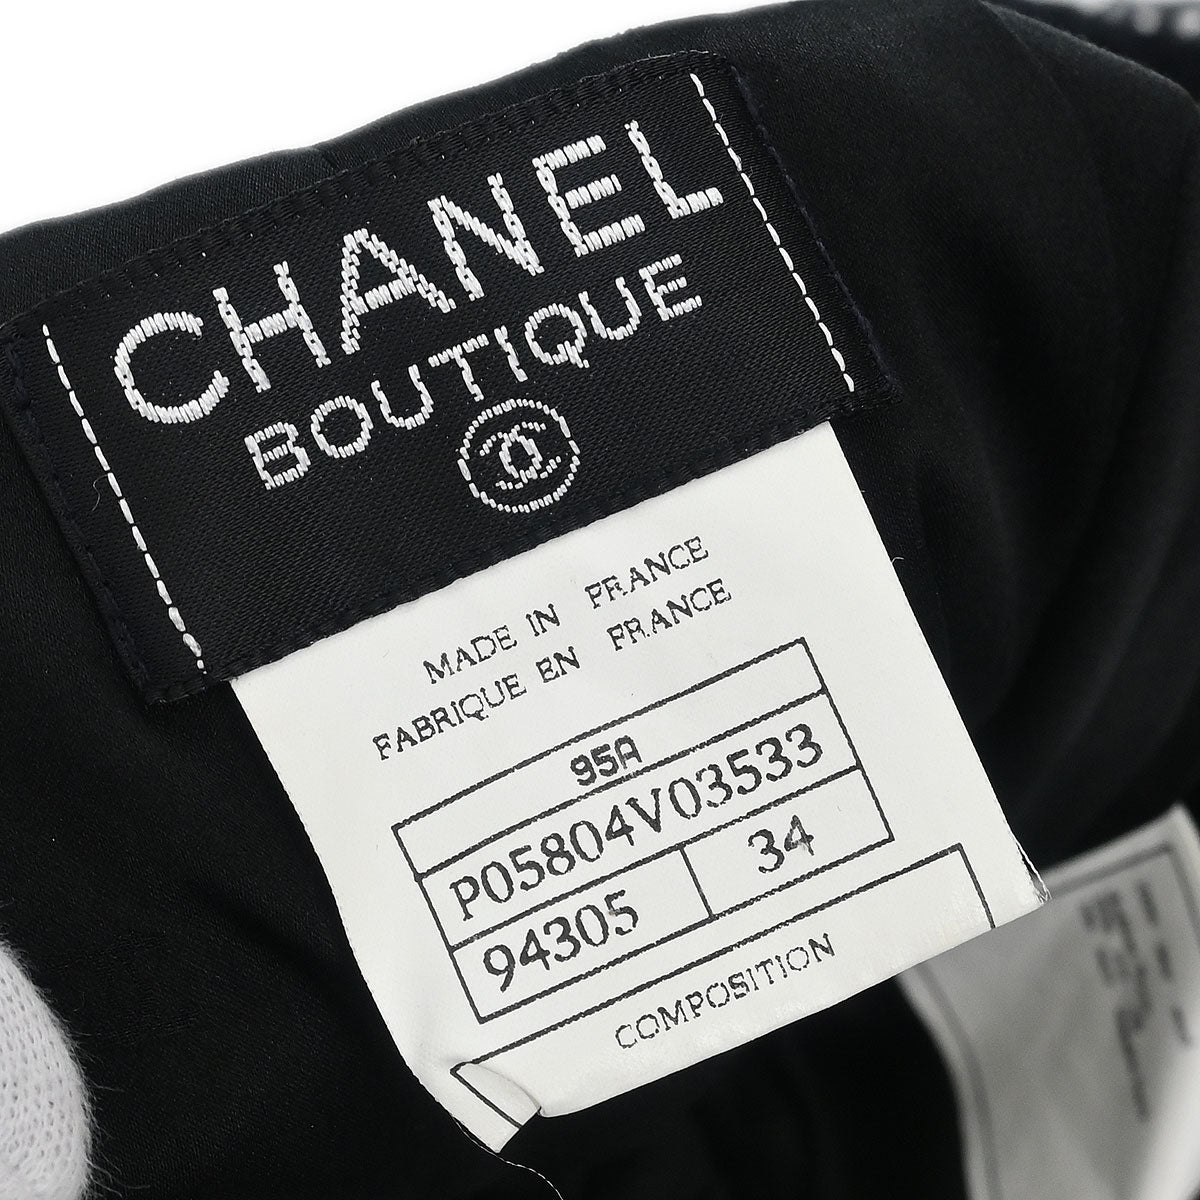 CHANEL
BOUTIQUE
MADE IN FRANCE
FABRIQUE EN FRANCE
95A
P05804V03533
94305 34
COMPOSITION